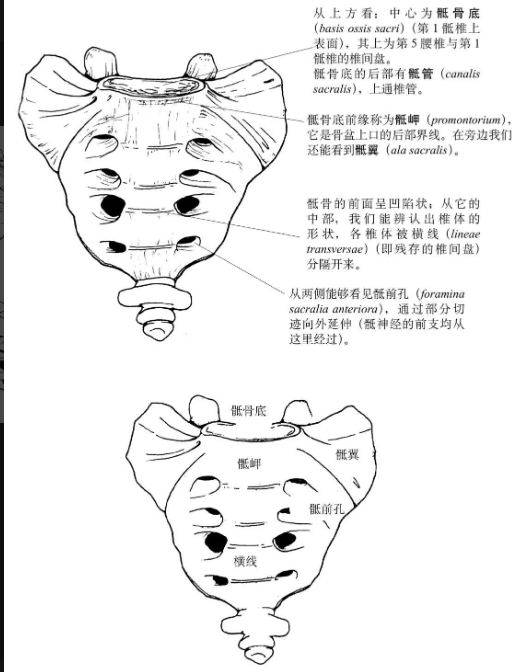 从上方看：中心为骶骨底
(basis ossis sacri)（第1骶椎上
表面），其上为第5腰椎与第1
骶椎的椎间盘。
骶骨底的后部有骶管（canalis
sacralis），上通椎管。
骶骨底前缘称为骶岬（promontorium），
它是骨盆上口的后部界线。在旁边我们
还能看到骶翼（ala sacralis）。
骶骨的前面呈凹陷状；从它的
中部，我们能辨认出椎体的
形状，各椎体被横线（lineae
transversae）（即残存的椎间盘）
分隔开来。
从两侧能够看见骶前孔（foramina
sacralia anteriora），通过部分切
迹向外延伸（骶神经的前支均从
这里经过）。
骶骨底
骶岬
骶翼
骶前孔
横线